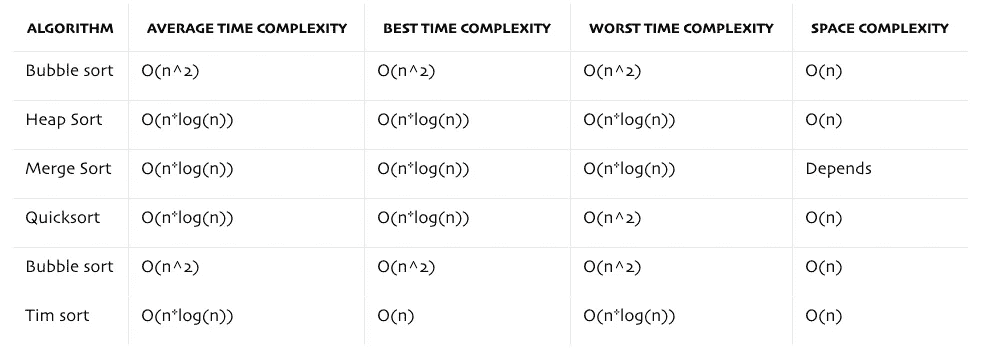 ALGORITHM AVERAGE TIME COMPLEXITY BEST TIME COMPLEXITY WORST TIME COMPLEXITY SPACE COMPLEXITY
Bubble sort O(n^2) O(n^2) O(n^2) O(n)
Heap Sort O(n*log(n)) O(n*log(n)) O(n*log(n)) O(n)
Merge Sort O(n*log(n)) O(n*log(n)) O(n*log(n)) Depends
Quicksort O(n*log(n)) O(n*log(n)) O(n^2) O(n)
Bubble sort O(n^2) O(n^2) O(n^2) O(n)
Tim sort O(n*log(n)) O(n) O(n*log(n)) O(n)